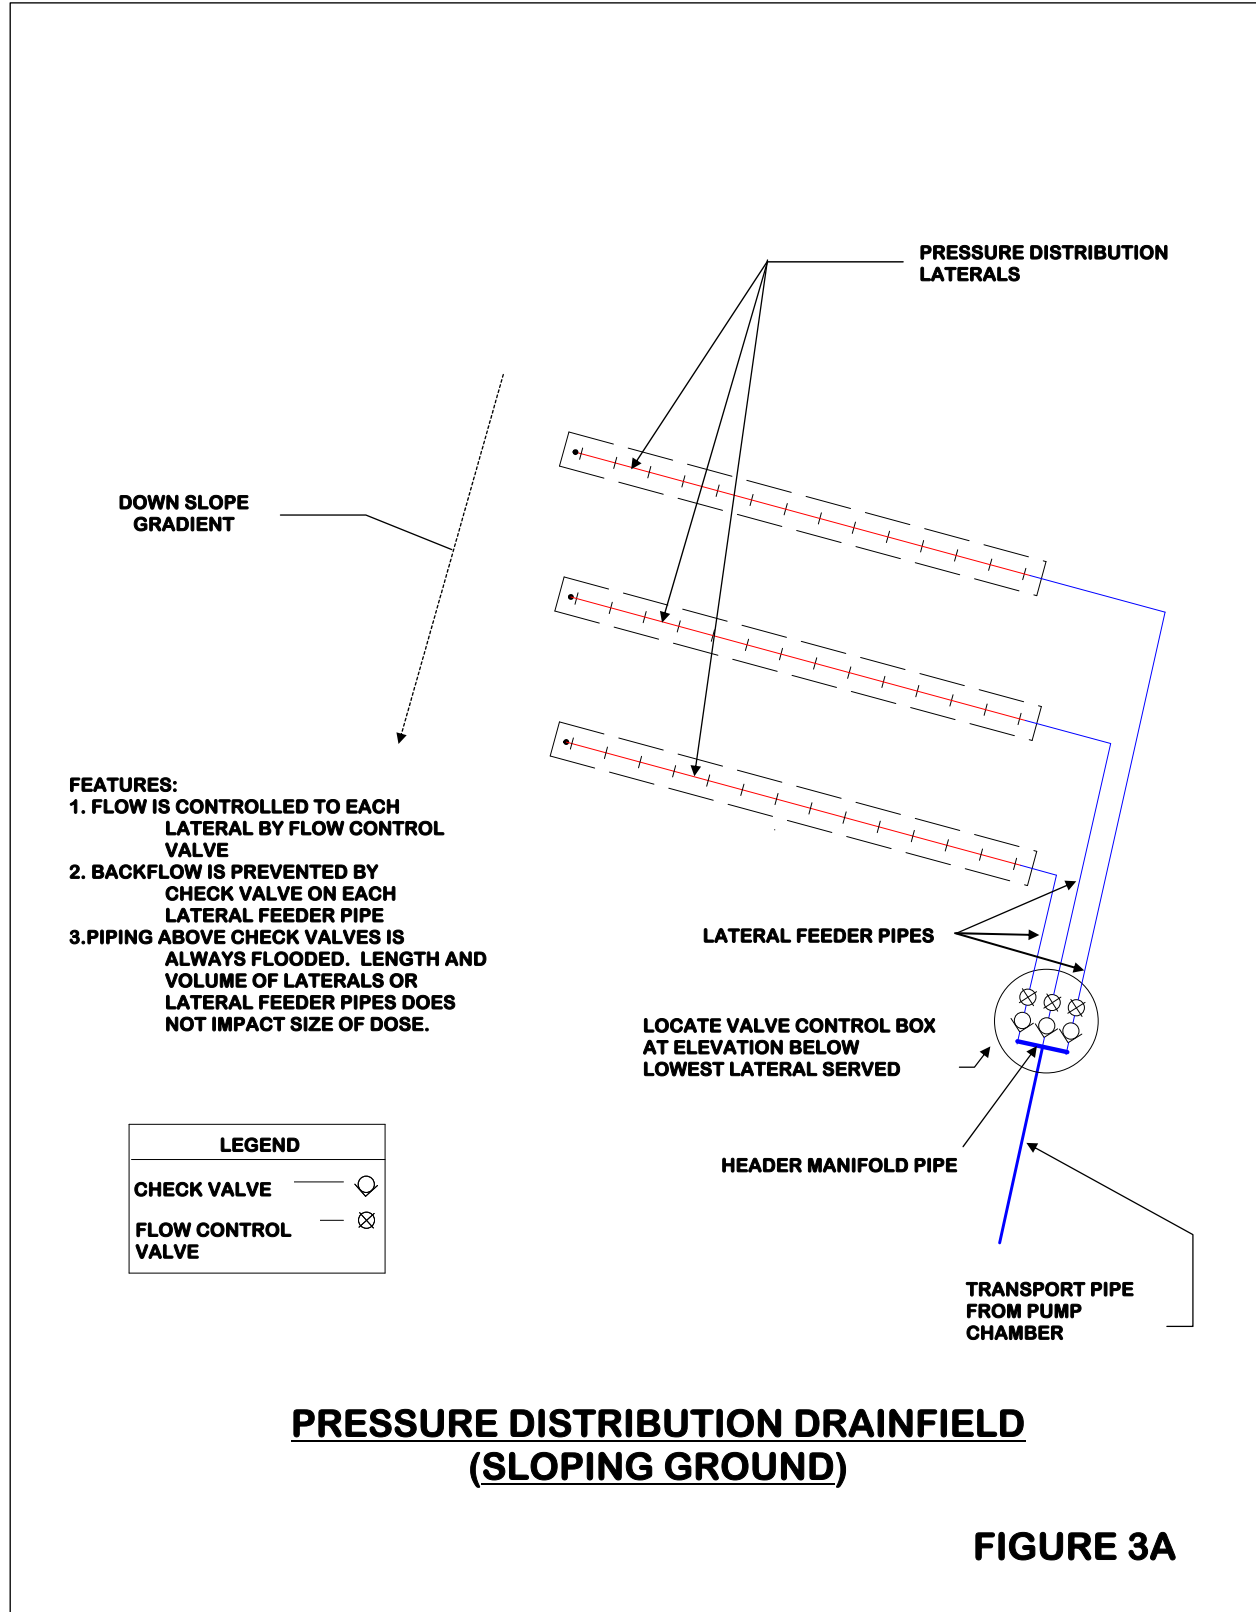 PRESSURE DISTRIBUTION
LATERALS
DOWN SLOPE
GRADIENT
FEATURES:
1. FLOW IS CONTROLLED TO EACH
LATERAL BY FLOW CONTROL
VALVE
2. BACKFLOW IS PREVENTED BY
CHECK VALVE ON EACH
LATERAL FEEDER PIPE
3.PIPING ABOVE CHECK VALVES IS
ALWAYS FLOODED. LENGTH AND
VOLUME OF LATERALS OR
LATERAL FEEDER PIPES DOES
NOT IMPACT SIZE OF DOSE.
LATERAL FEEDER PIPES
LOCATE VALVE CONTROL BOX
AT ELEVATION BELOW
LOWEST LATERAL SERVED
HEADER MANIFOLD PIPE
LEGEND
CHECK VALVE
FLOW CONTROL
VALVE
TRANSPORT PIPE
FROM PUMP
CHAMBER
PRESSURE DISTRIBUTION DRAINFIELD
(SLOPING GROUND)
FIGURE 3A